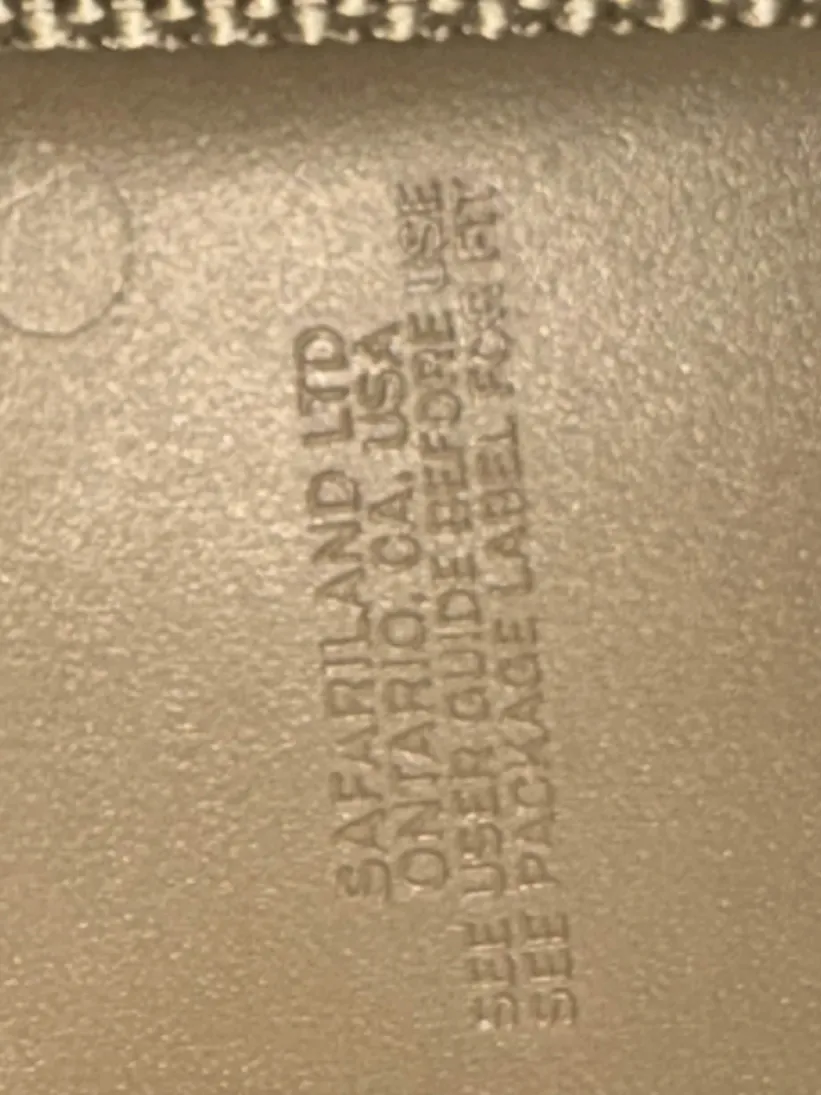 SAFARILAND LTD
ONTARIO, CA. USA
SEE USER GUIDE BEFORE USE
SEE PACKAGE LABEL FOR FIT